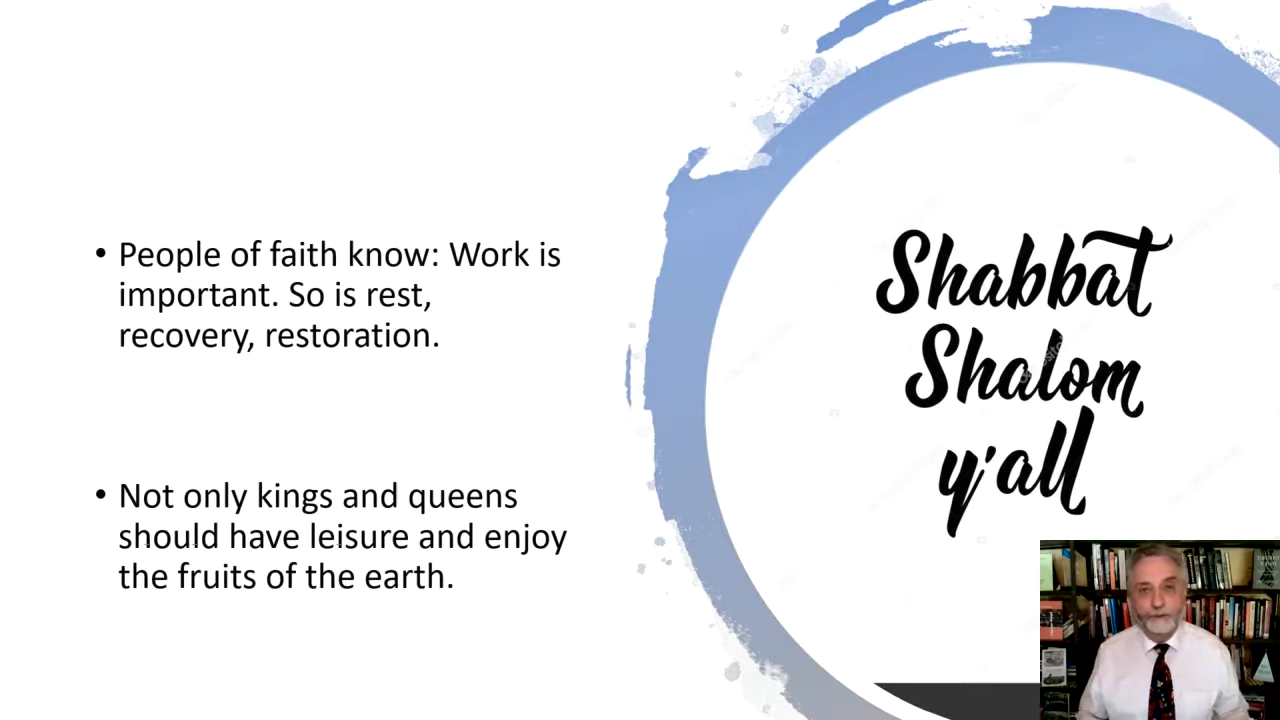 • People of faith know: Work is
important. So is rest,
recovery, restoration.
• Not only kings and queens
should have leisure and enjoy
the fruits of the earth.
Shabbat
Shalom
y'all